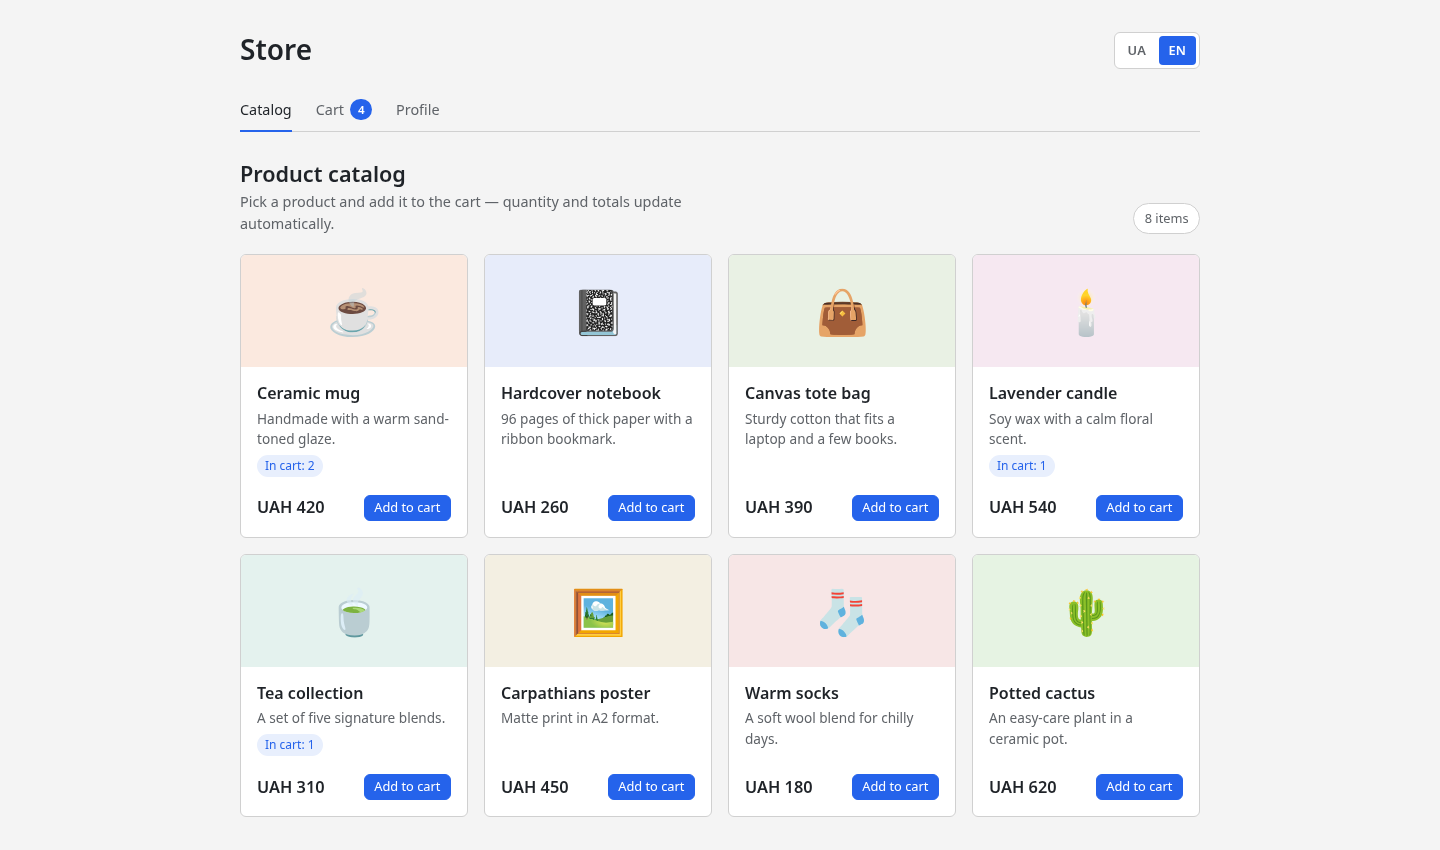 Store
UA EN
Catalog Cart 4 Profile
Product catalog
Pick a product and add it to the cart — quantity and totals update
automatically.
8 items
Ceramic mug
Handmade with a warm sand-
toned glaze.
In cart: 2
UAH 420 Add to cart
Hardcover notebook
96 pages of thick paper with a
ribbon bookmark.
UAH 260 Add to cart
Canvas tote bag
Sturdy cotton that fits a
laptop and a few books.
UAH 390 Add to cart
Lavender candle
Soy wax with a calm floral
scent.
In cart: 1
UAH 540 Add to cart
Tea collection
A set of five signature blends.
In cart: 1
UAH 310 Add to cart
Carpathians poster
Matte print in A2 format.
UAH 450 Add to cart
Warm socks
A soft wool blend for chilly
days.
UAH 180 Add to cart
Potted cactus
An easy-care plant in a
ceramic pot.
UAH 620 Add to cart